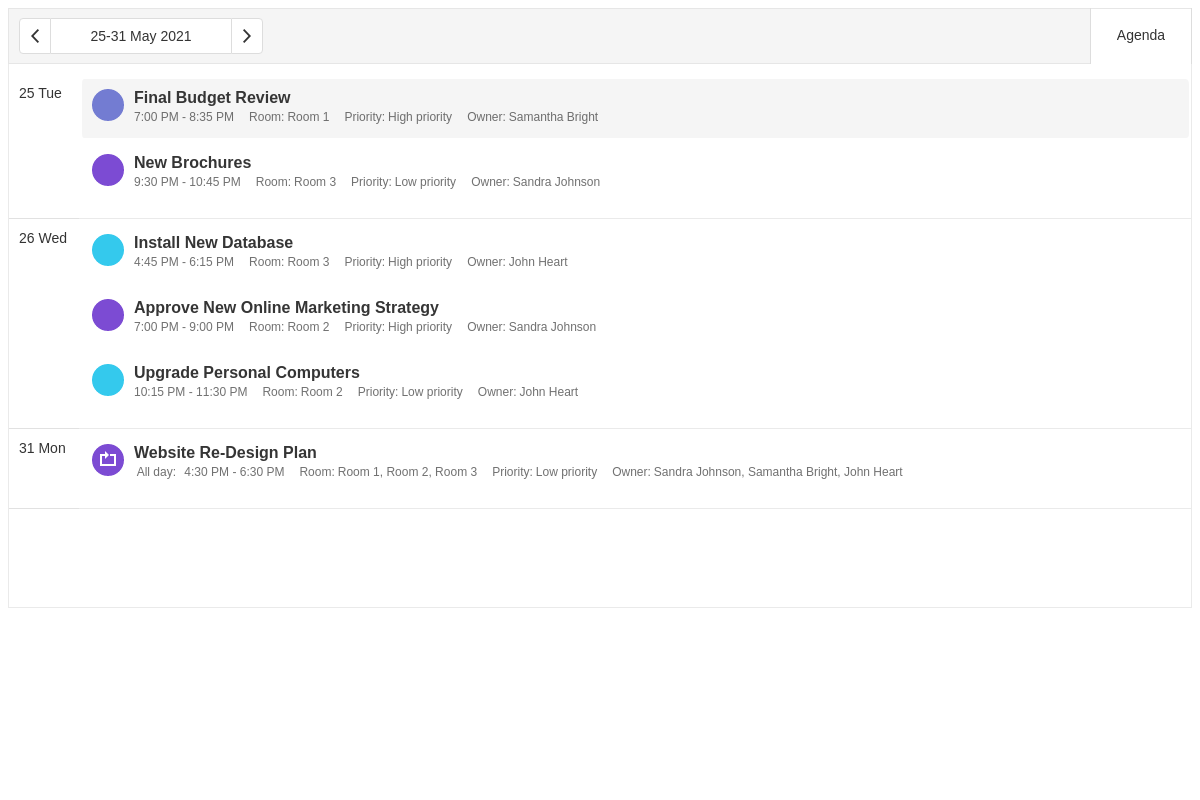 25-31 May 2021
Agenda
25 Tue
Final Budget Review
7:00 PM - 8:35 PM Room: Room 1 Priority: High priority Owner: Samantha Bright
New Brochures
9:30 PM - 10:45 PM Room: Room 3 Priority: Low priority Owner: Sandra Johnson
26 Wed
Install New Database
4:45 PM - 6:15 PM Room: Room 3 Priority: High priority Owner: John Heart
Approve New Online Marketing Strategy
7:00 PM - 9:00 PM Room: Room 2 Priority: High priority Owner: Sandra Johnson
Upgrade Personal Computers
10:15 PM - 11:30 PM Room: Room 2 Priority: Low priority Owner: John Heart
31 Mon
Website Re-Design Plan
All day: 4:30 PM - 6:30 PM Room: Room 1, Room 2, Room 3 Priority: Low priority Owner: Sandra Johnson, Samantha Bright, John Heart